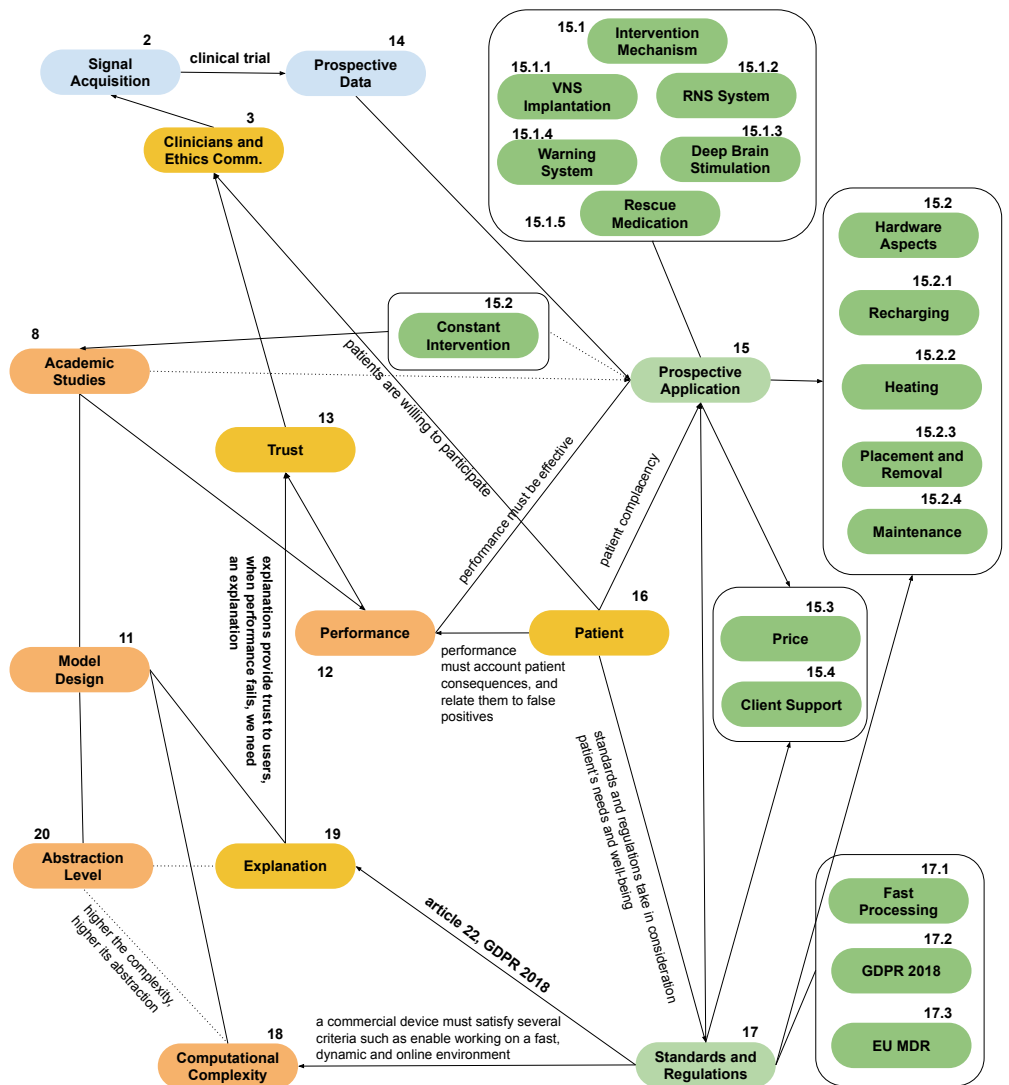 2
Signal
Acquisition
clinical trial
14
Prospective
Data
3
Clinicians and
Ethics Comm.
15.1
Intervention
Mechanism
15.1.1
VNS
Implantation
15.1.2
RNS System
15.1.4
Warning
System
15.1.3
Deep Brain
Stimulation
15.1.5
Rescue
Medication
15.2
Hardware
Aspects
15.2.1
Recharging
15.2.2
Heating
15.2.3
Placement and
Removal
15.2.4
Maintenance
15.2
Constant
Intervention
8
Academic
Studies
15
Prospective
Application
patients are willing to participate
13
Trust
performance must be effective
patient complacency
explanations provide trust to users,
when performance fails, we need
an explanation
Performance
12
16
Patient
performance
must account patient
consequences, and
relate them to false
positives
15.3
Price
15.4
Client Support
11
Model
Design
standards and regulations take in consideration
patient's needs and well-being
20
Abstraction
Level
19
Explanation
higher the complexity,
higher its abstraction
article 22, GDPR 2018
17.1
Fast
Processing
17.2
GDPR 2018
17.3
EU MDR
a commercial device must satisfy several
criteria such as enable working on a fast,
dynamic and online environment
18
Computational
Complexity
17
Standards and
Regulations